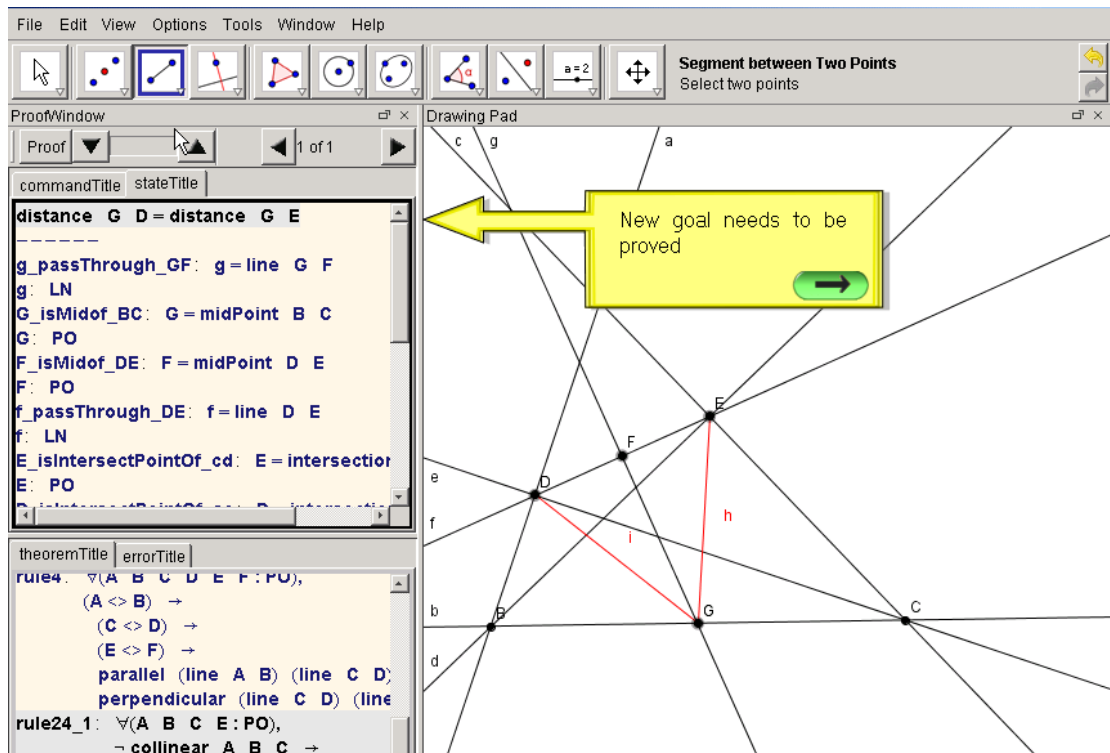 File Edit View Options Tools Window Help
a=2
Segment between Two Points
Select two points
ProofWindow
Drawing Pad
Proof
1 of 1
commandTitle stateTitle
distance G D = distance G E
−−−−−−
g_passThrough_GF: g = line G F
g: LN
G_isMidof_BC: G = midPoint B C
G: PO
F_isMidof_DE: F = midPoint D E
F: PO
f_passThrough_DE: f = line D E
f: LN
E_isIntersectPointOf_cd: E = intersection
E: PO
theoremTitle errorTitle
rule4: ∀(A B C D E F : PO),
(A <> B) →
(C <> D) →
(E <> F) →
parallel (line A B) (line C D)
perpendicular (line C D) (line
rule24_1: ∀(A B C E : PO),
¬ collinear A B C →
c
g
a
New goal needs to be
proved
E
F
e
D
f
h
i
b
B
G
C
d